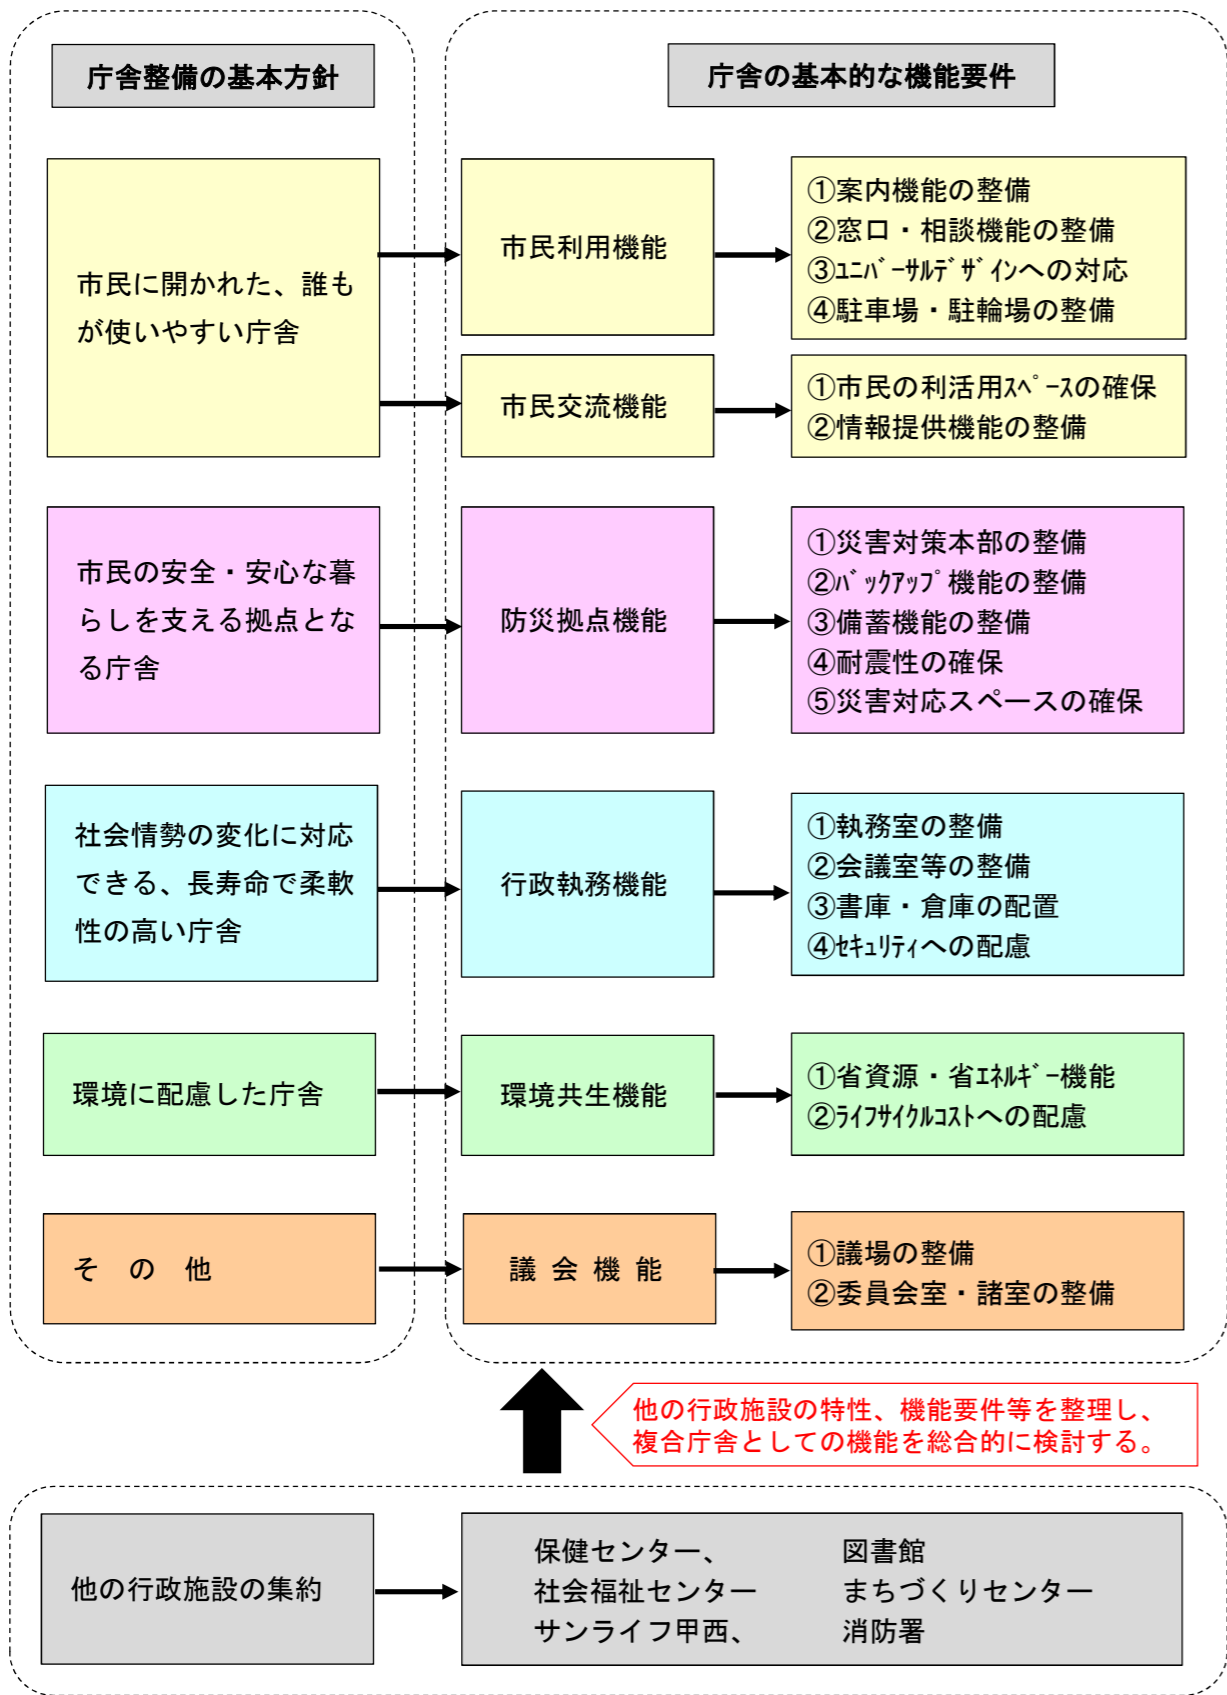 庁舎整備の基本方針
庁舎の基本的な機能要件
市民に開かれた、誰も
が使いやすい庁舎
市民利用機能
①案内機能の整備
②窓口・相談機能の整備
③ﾕﾆﾊﾞｰｻﾙﾃﾞｻﾞｲﾝへの対応
④駐車場・駐輪場の整備
市民交流機能
①市民の利活用ｽﾍﾟｰｽの確保
②情報提供機能の整備
市民の安全・安心な暮
らしを支える拠点とな
る庁舎
防災拠点機能
①災害対策本部の整備
②ﾊﾞｯｸｱｯﾌﾟ機能の整備
③備蓄機能の整備
④耐震性の確保
⑤災害対応スペースの確保
社会情勢の変化に対応
できる、長寿命で柔軟
性の高い庁舎
行政執務機能
①執務室の整備
②会議室等の整備
③書庫・倉庫の配置
④ｾｷｭﾘﾃｨへの配慮
環境に配慮した庁舎
環境共生機能
①省資源・省ｴﾈﾙｷﾞｰ機能
②ﾗｲﾌｻｲｸﾙｺｽﾄへの配慮
そ　の　他
議 会 機 能
①議場の整備
②委員会室・諸室の整備
他の行政施設の特性、機能要件等を整理し、
複合庁舎としての機能を総合的に検討する。
他の行政施設の集約
保健センター、　図書館
社会福祉センター　まちづくりセンター
サンライフ甲西、　消防署